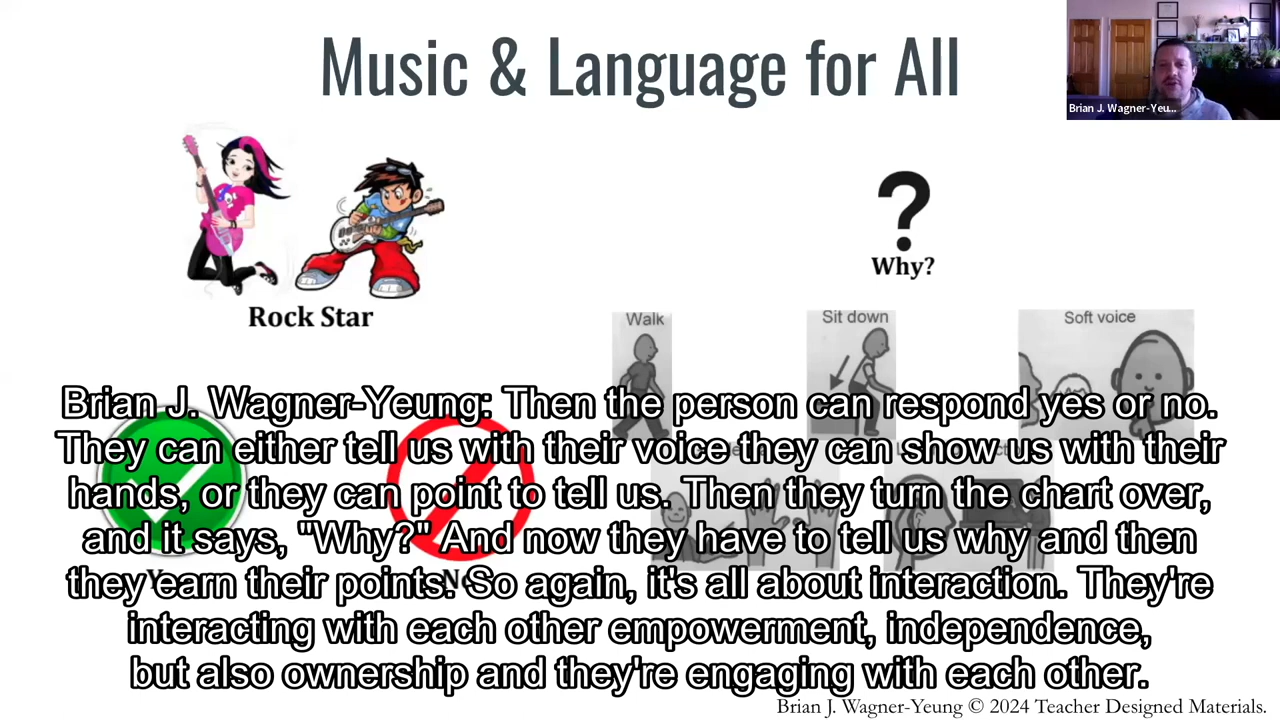 Music & Language for All
Brian J. Wagner-Yeu...
?
Why?
Rock Star
Walk
Sit down
Soft voice
Brian J. Wagner-Yeung: Then the person can respond yes or no.
They can either tell us with their voice they can show us with their
hands, or they can point to tell us. Then they turn the chart over,
and it says, "Why?" And now they have to tell us why and then
they earn their points. So again, it's all about interaction. They're
interacting with each other empowerment, independence,
but also ownership and they're engaging with each other.
Brian J. Wagner-Yeung © 2024 Teacher Designed Materials.